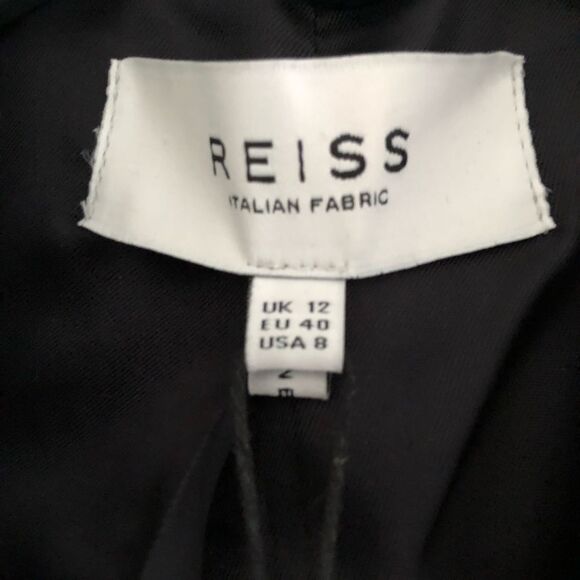 REISS
ITALIAN FABRIC
UK 12
EU 40
USA 8